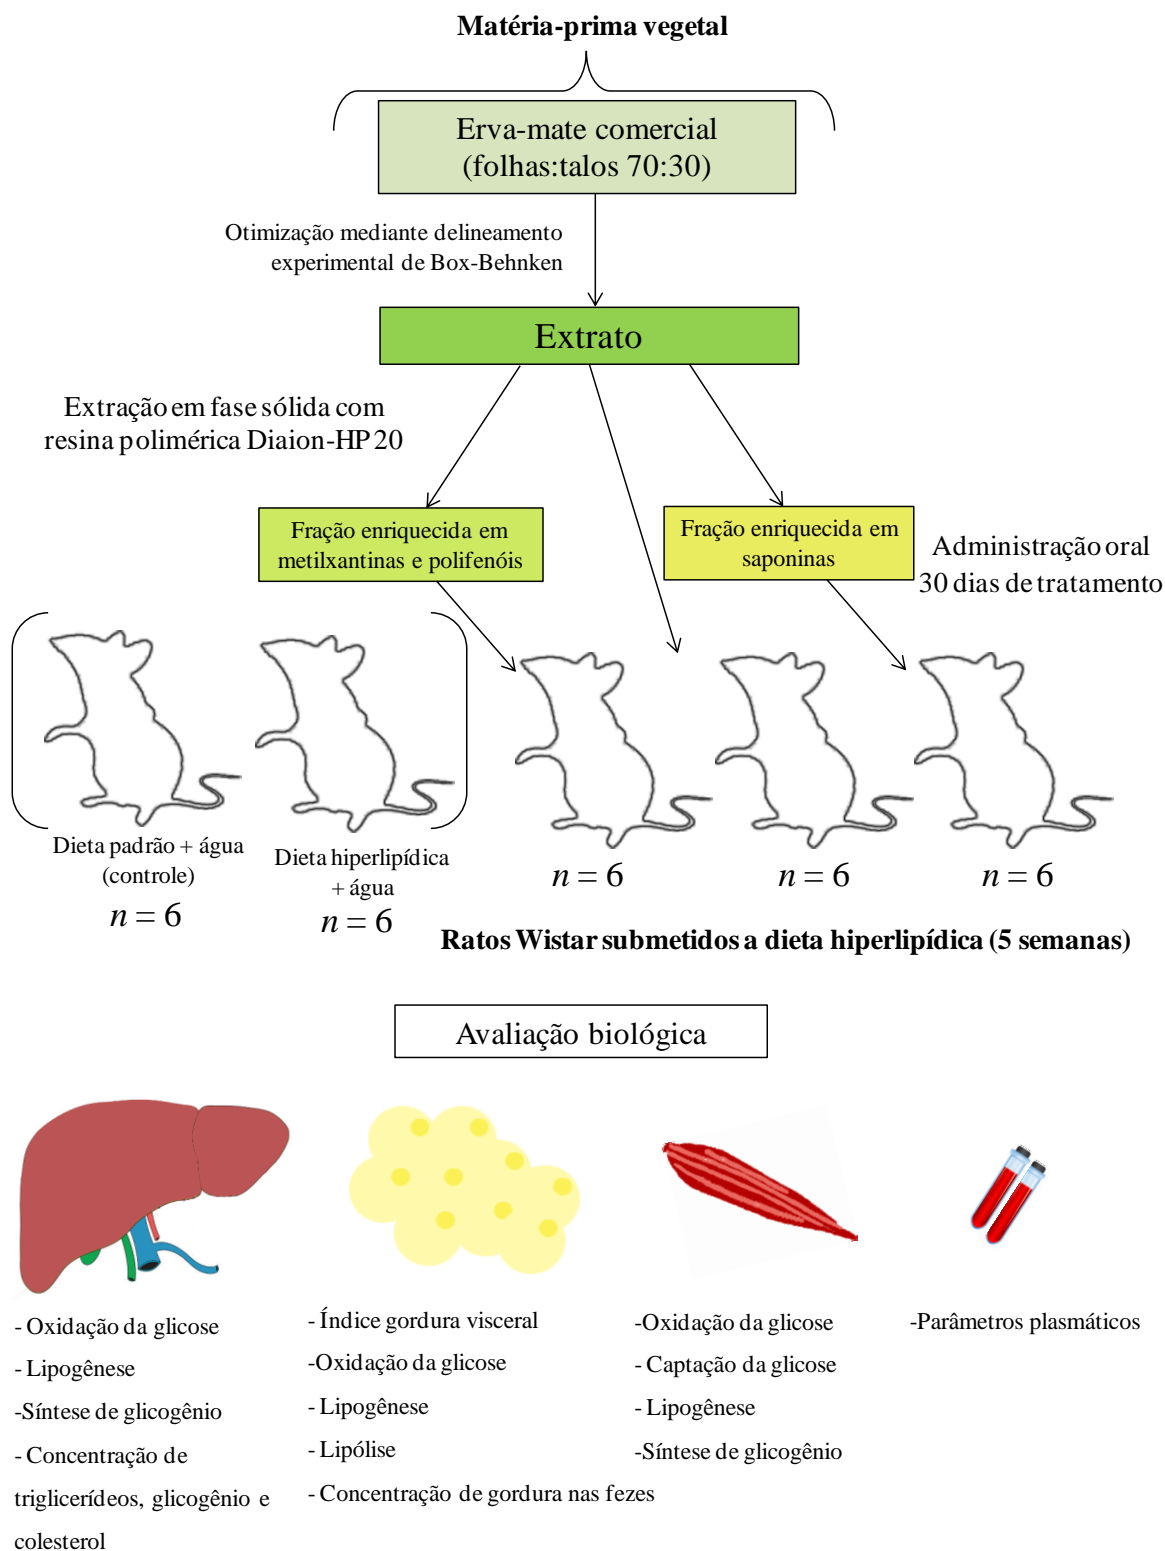 Matéria-prima vegetal
Erva-mate comercial
(folhas:talos 70:30)
Otimização mediante delineamento
experimental de Box-Behnken
Extrato
Extração em fase sólida com
resina polimérica Diaion-HP20
Fração enriquecida em
metilxantinas e polifenóis
Fração enriquecida em
saponinas
Administração oral
30 dias de tratamento
Dieta padrão + água
(controle)
n = 6
Dieta hiperlipídica
+ água
n = 6
n = 6
n = 6
n = 6
Ratos Wistar submetidos a dieta hiperlipídica (5 semanas)
Avaliação biológica
- Oxidação da glicose
- Lipogênese
-Síntese de glicogênio
- Concentração de
triglicerídeos, glicogênio e
colesterol
- Índice gordura visceral
-Oxidação da glicose
- Lipogênese
- Lipólise
- Concentração de gordura nas fezes
-Oxidação da glicose
- Captação da glicose
- Lipogênese
-Síntese de glicogênio
-Parâmetros plasmáticos